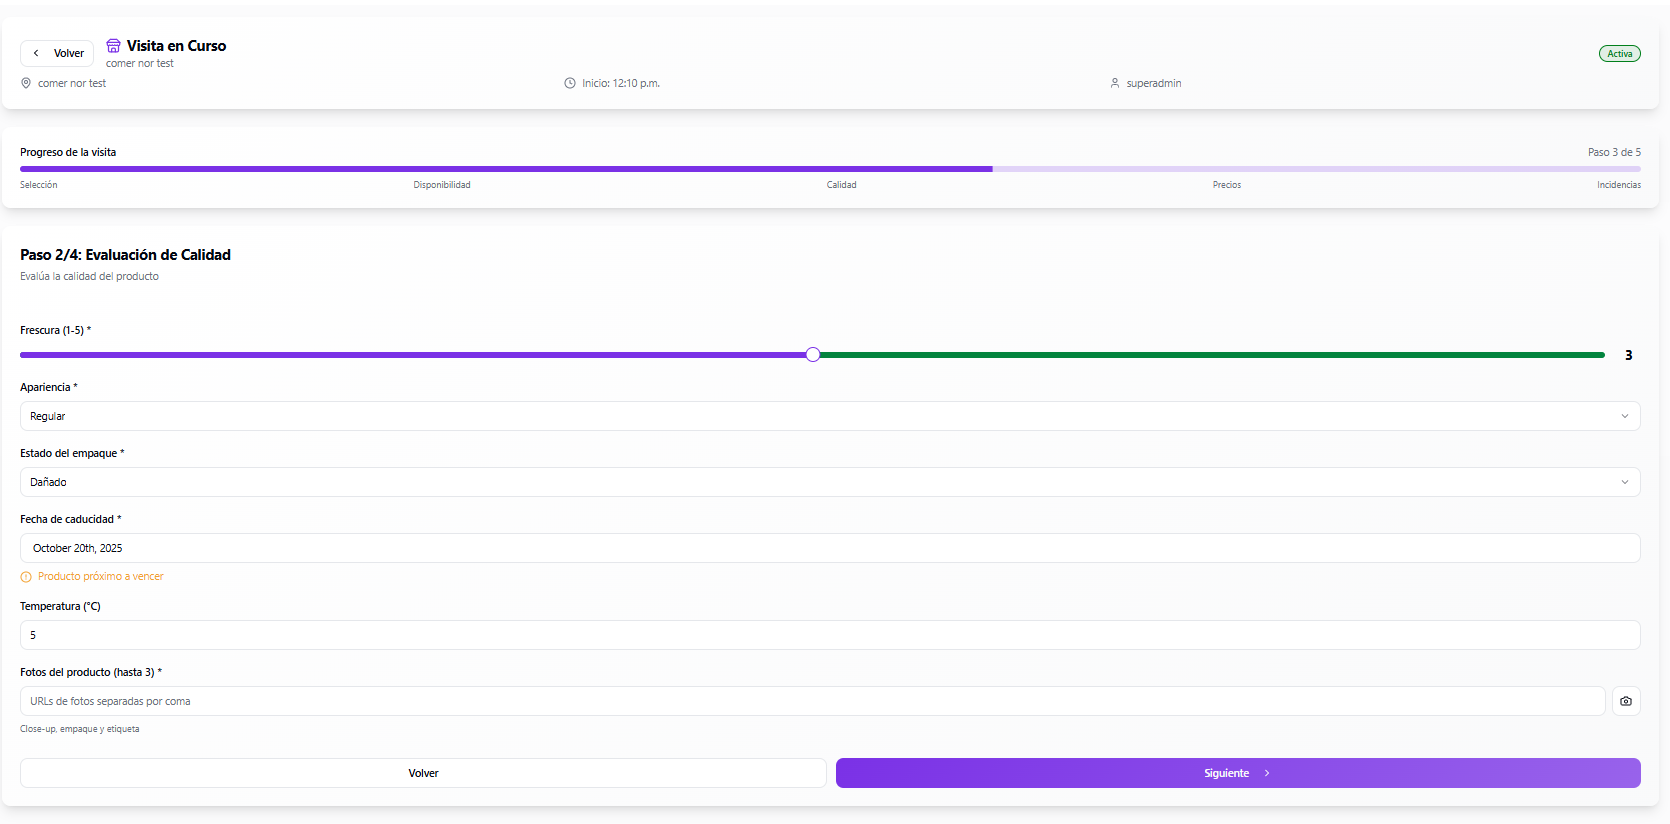 Volver
Visita en Curso
comer nor test
Activa
comer nor test
Inicio: 12:10 p.m.
superadmin
Progreso de la visita
Paso 3 de 5
Selección
Disponibilidad
Calidad
Precios
Incidencias
Paso 2/4: Evaluación de Calidad
Evalúa la calidad del producto
Frescura (1-5) *
3
Apariencia *
Regular
Estado del empaque *
Dañado
Fecha de caducidad *
October 20th, 2025
Producto próximo a vencer
Temperatura (°C)
5
Fotos del producto (hasta 3) *
URLs de fotos separadas por coma
Close-up, empaque y etiqueta
Volver
Siguiente